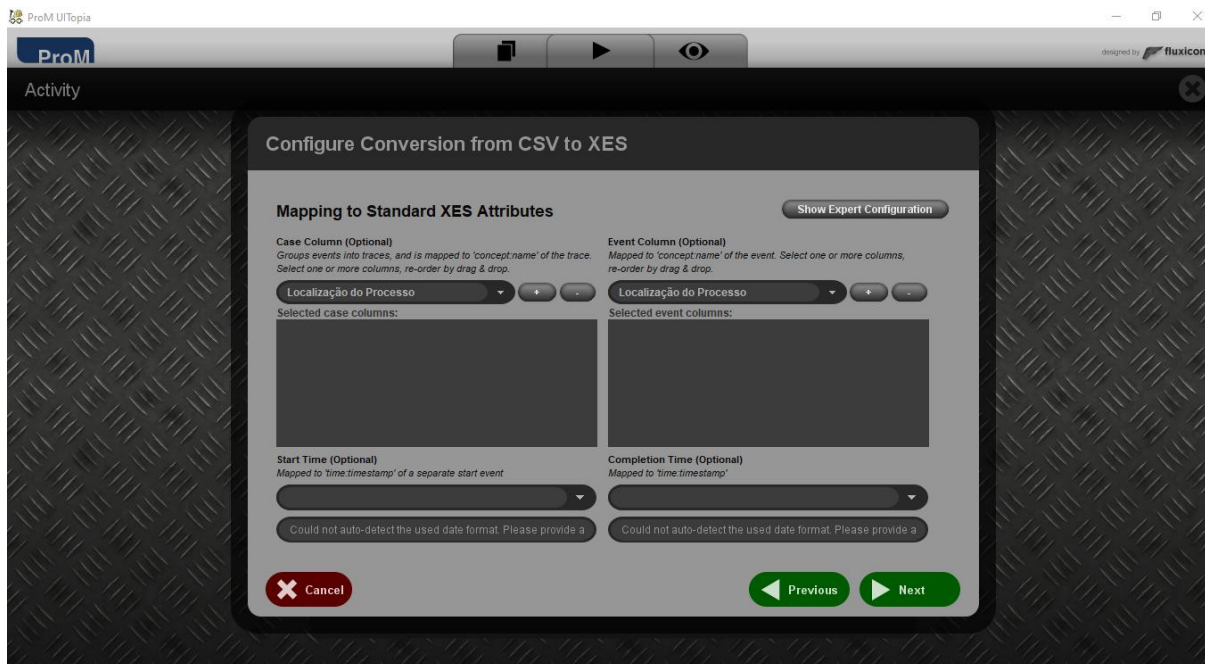 ProM UITopia
ProM
designed by fluxicon
Activity
Configure Conversion from CSV to XES
Mapping to Standard XES Attributes
Show Expert Configuration
Case Column (Optional)
Groups events into traces, and is mapped to 'concept:name' of the trace.
Select one or more columns, re-order by drag & drop.
Localização do Processo
+
-
Selected case columns:
Event Column (Optional)
Mapped to 'concept:name' of the event. Select one or more columns,
re-order by drag & drop.
Localização do Processo
+
-
Selected event columns:
Start Time (Optional)
Mapped to 'time:timestamp' of a separate start event
Could not auto-detect the used date format. Please provide a
Completion Time (Optional)
Mapped to 'time:timestamp'
Could not auto-detect the used date format. Please provide a
Cancel
Previous
Next